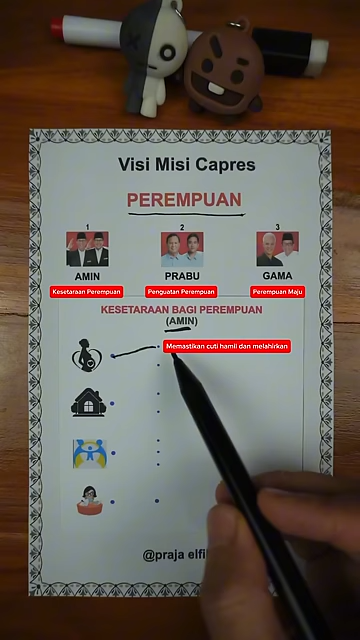 Visi Misi Capres
PEREMPUAN
1 2 3
AMIN PRABU GAMA
Kesetaraan Perempuan Penguatan Perempuan Perempuan Maju
KESETARAAN BAGI PEREMPUAN
(AMIN)
Memastikan cuti hamil dan melahirkan
@praja elfi